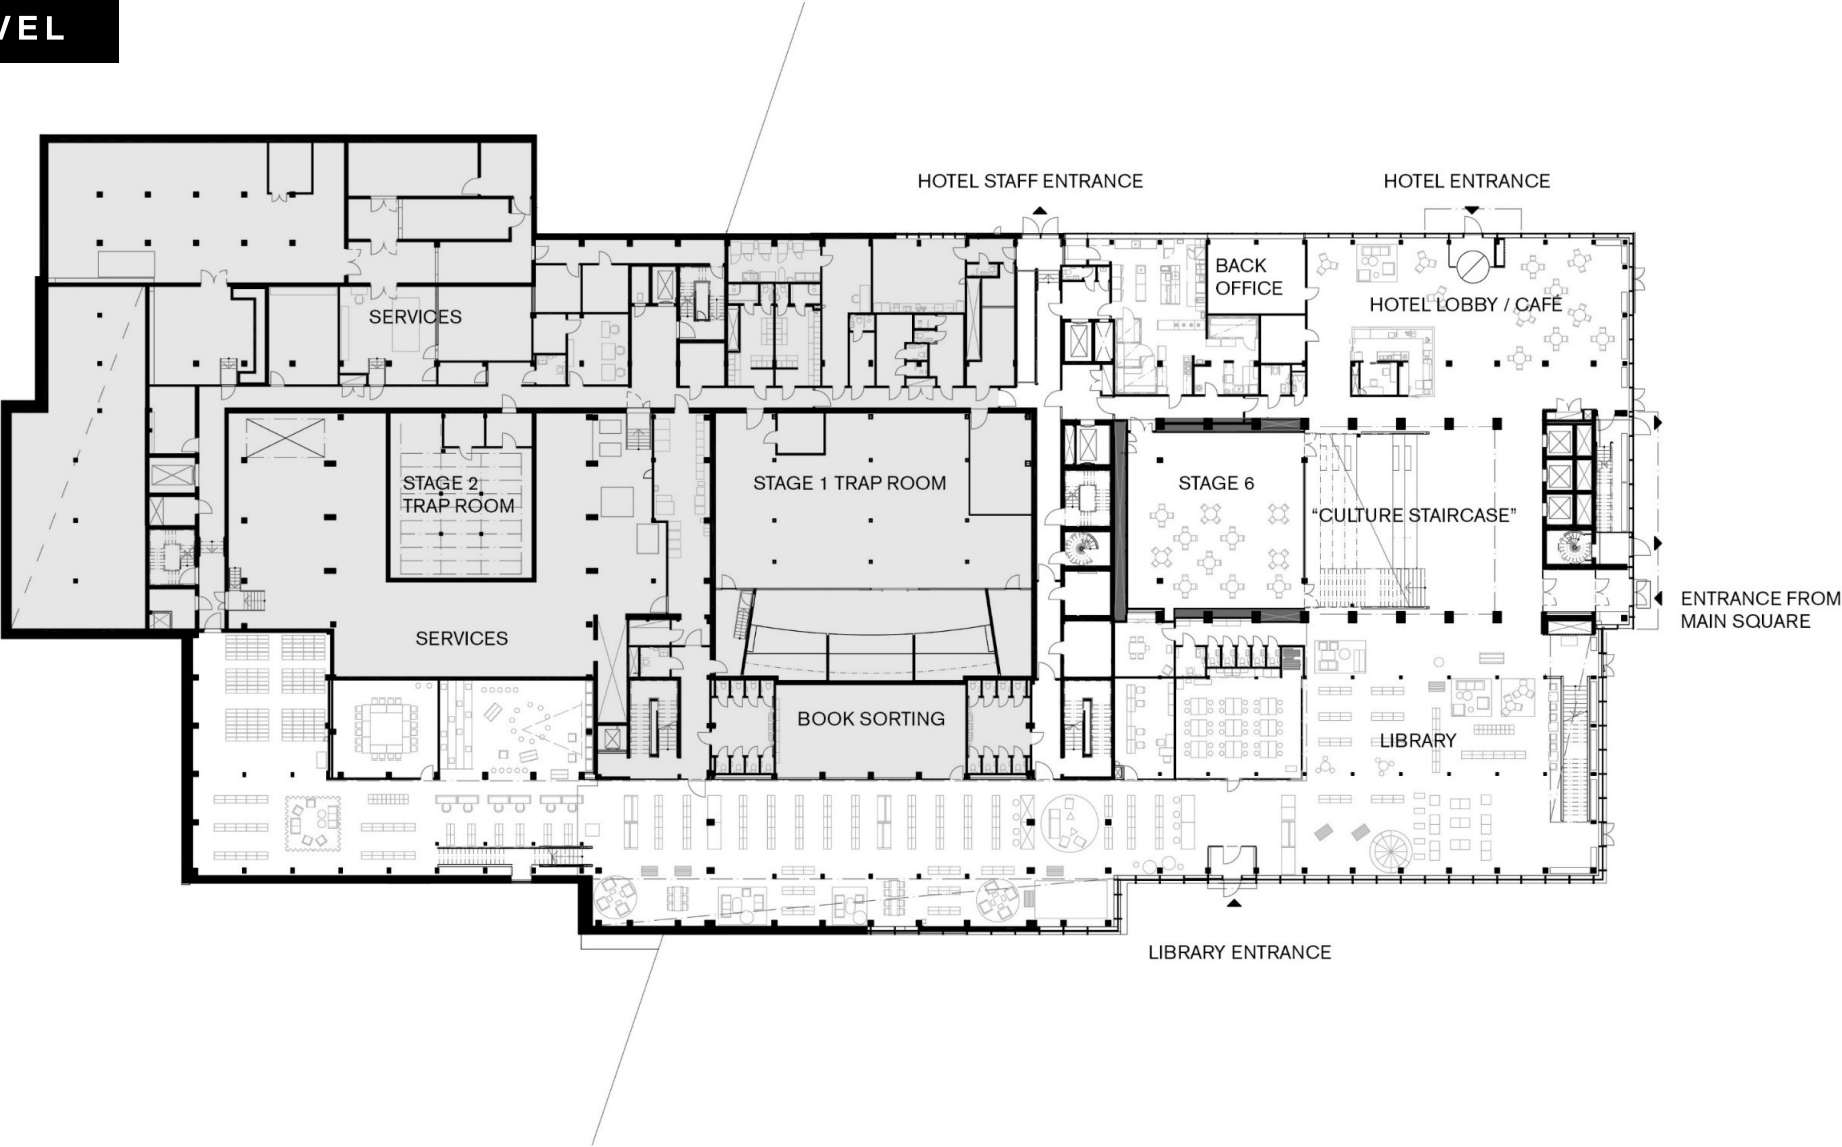 VEL
HOTEL STAFF ENTRANCE
HOTEL ENTRANCE
BACK
OFFICE
HOTEL LOBBY / CAFÉ
SERVICES
STAGE 2
TRAP ROOM
STAGE 1 TRAP ROOM
STAGE 6
“CULTURE STAIRCASE”
ENTRANCE FROM
MAIN SQUARE
SERVICES
BOOK SORTING
LIBRARY
LIBRARY ENTRANCE